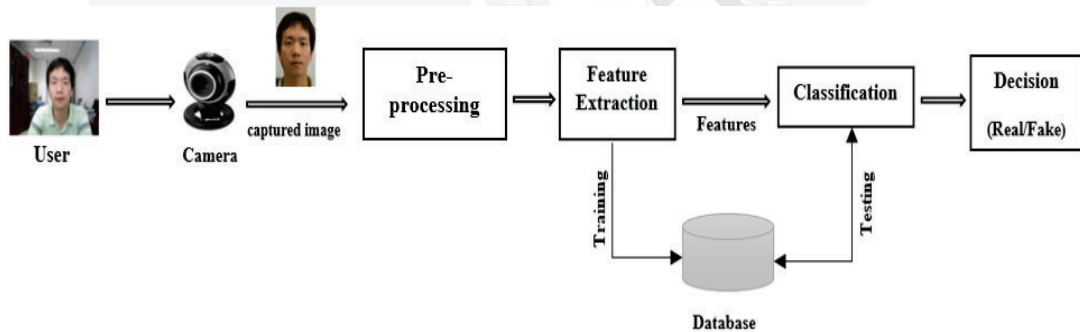 User
Camera
captured image
Pre-
processing
Feature
Extraction
Features
Classification
Decision
(Real/Fake)
Training
Testing
Database